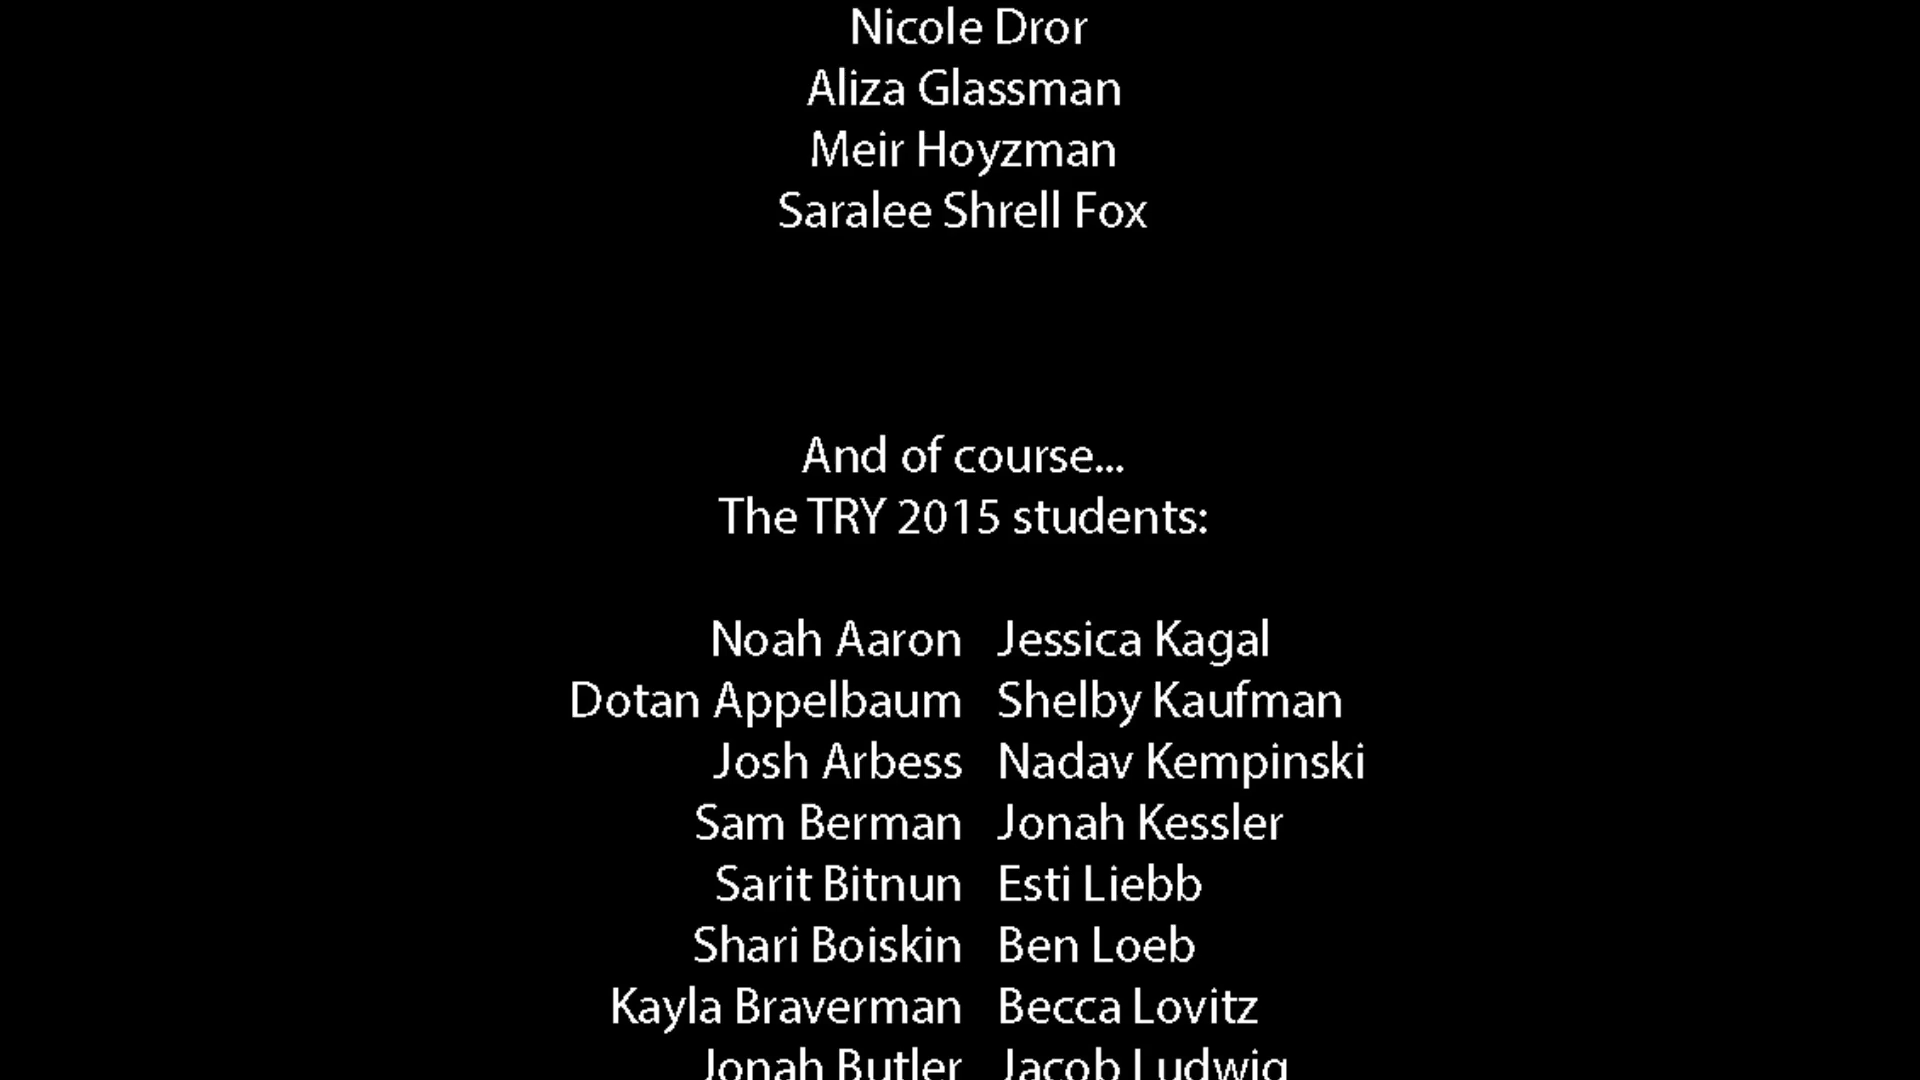 Nicole Dror
Aliza Glassman
Meir Hoyzman
Saralee Shrell Fox
And of course...
The TRY 2015 students:
Noah Aaron Jessica Kagal
Dotan Appelbaum Shelby Kaufman
Josh Arbess Nadav Kempinski
Sam Berman Jonah Kessler
Sarit Bitnun Esti Liebb
Shari Boiskin Ben Loeb
Kayla Braverman Becca Lovitz
Jonah Butler Jacob Ludwig